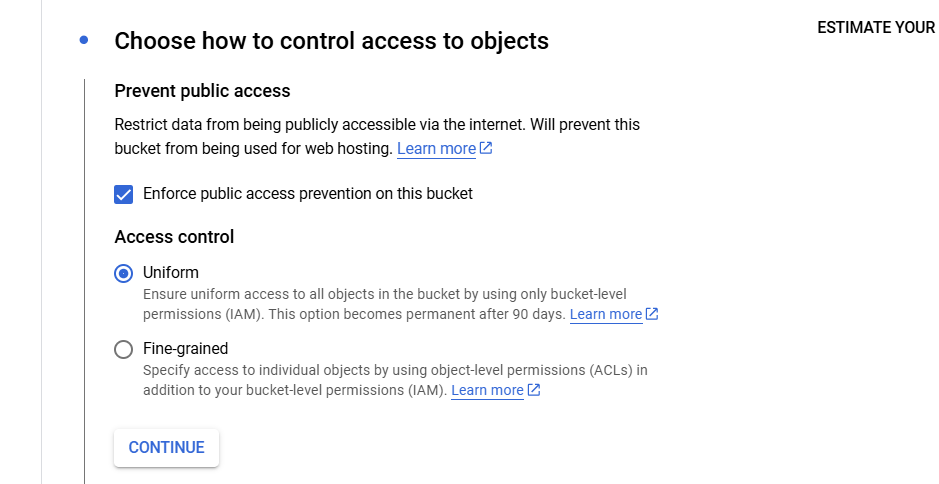 ESTIMATE YOUR
Choose how to control access to objects
Prevent public access
Restrict data from being publicly accessible via the internet. Will prevent this
bucket from being used for web hosting. Learn more
Enforce public access prevention on this bucket
Access control
Uniform
Ensure uniform access to all objects in the bucket by using only bucket-level
permissions (IAM). This option becomes permanent after 90 days. Learn more
Fine-grained
Specify access to individual objects by using object-level permissions (ACLs) in
addition to your bucket-level permissions (IAM). Learn more
CONTINUE